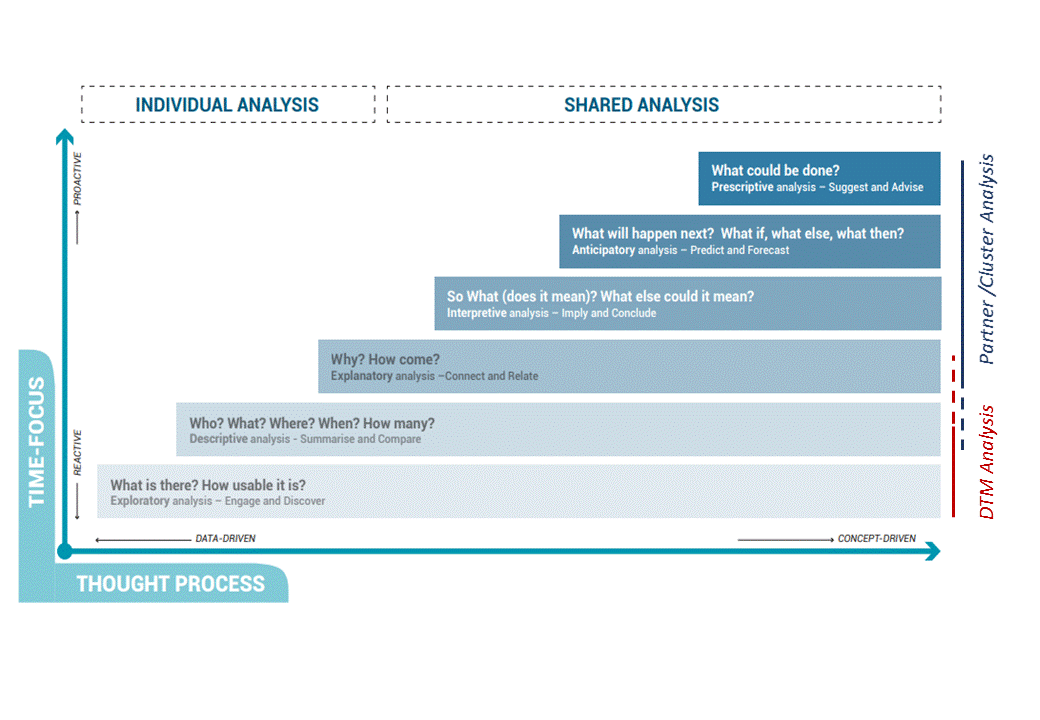 INDIVIDUAL ANALYSIS
SHARED ANALYSIS
PROACTIVE
What could be done?
Prescriptive analysis – Suggest and Advise
What will happen next? What if, what else, what then?
Anticipatory analysis – Predict and Forecast
So What (does it mean)? What else could it mean?
Interpretive analysis – Imply and Conclude
Why? How come?
Explanatory analysis –Connect and Relate
Who? What? Where? When? How many?
Descriptive analysis - Summarise and Compare
What is there? How usable it is?
Exploratory analysis – Engage and Discover
REACTIVE
TIME-FOCUS
DATA-DRIVEN
CONCEPT-DRIVEN
THOUGHT PROCESS
Partner /Cluster Analysis
DTM Analysis